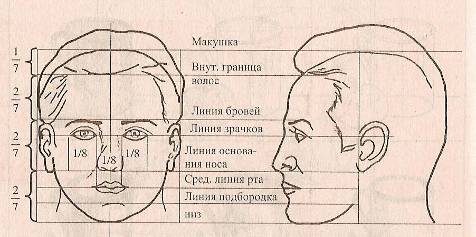 1/7
2/7
2/7
2/7
1/8
1/8
1/8
Макушка
Внут. граница
волос
Линия бровей
Линия зрачков
Линия основа-
ния носа
Сред. линия рта
Линия подбородка
низ